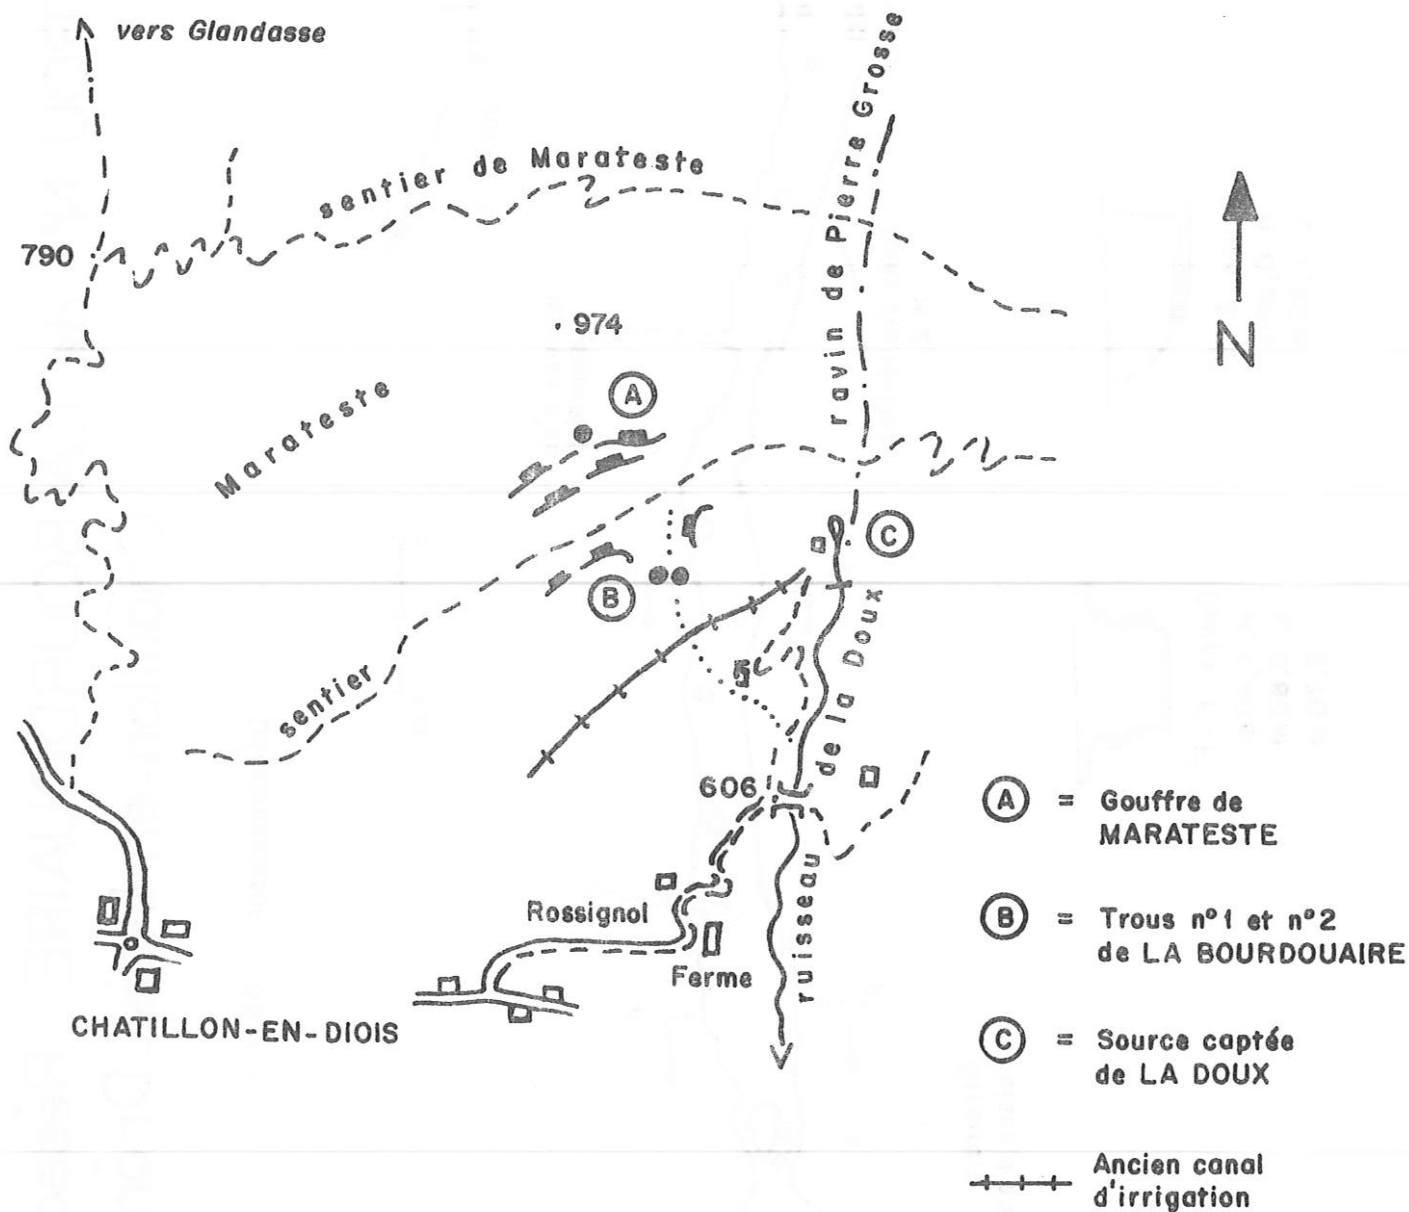 vers Glandasse
sentier de Marateste
ravin de Pierre Grosse
790
974
N
Marateste
A
C
B
sentier
de la Doux
606
ruisseau
Rossignol
Ferme
CHATILLON-EN-DIOIS
A = Gouffre de
MARATESTE
B = Trous n°1 et n°2
de LA BOURDOUAIRE
C = Source captée
de LA DOUX
Ancien canal
d'irrigation